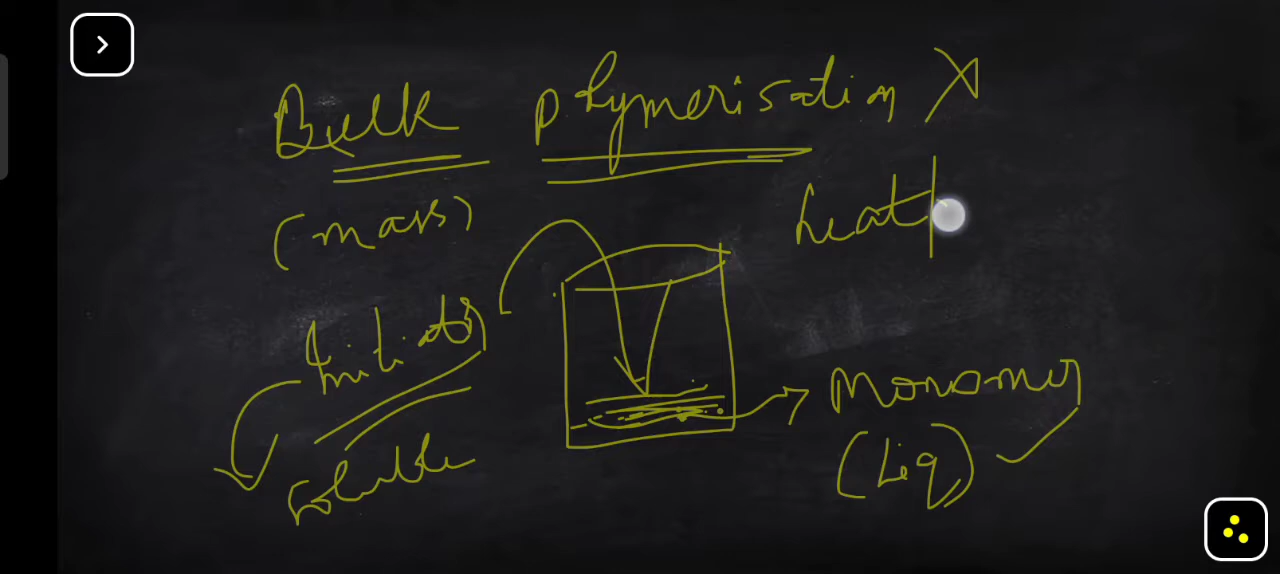 Bulk polymerisation
(mass)
heat
Initiator
soluble
Monomer
(Liq)